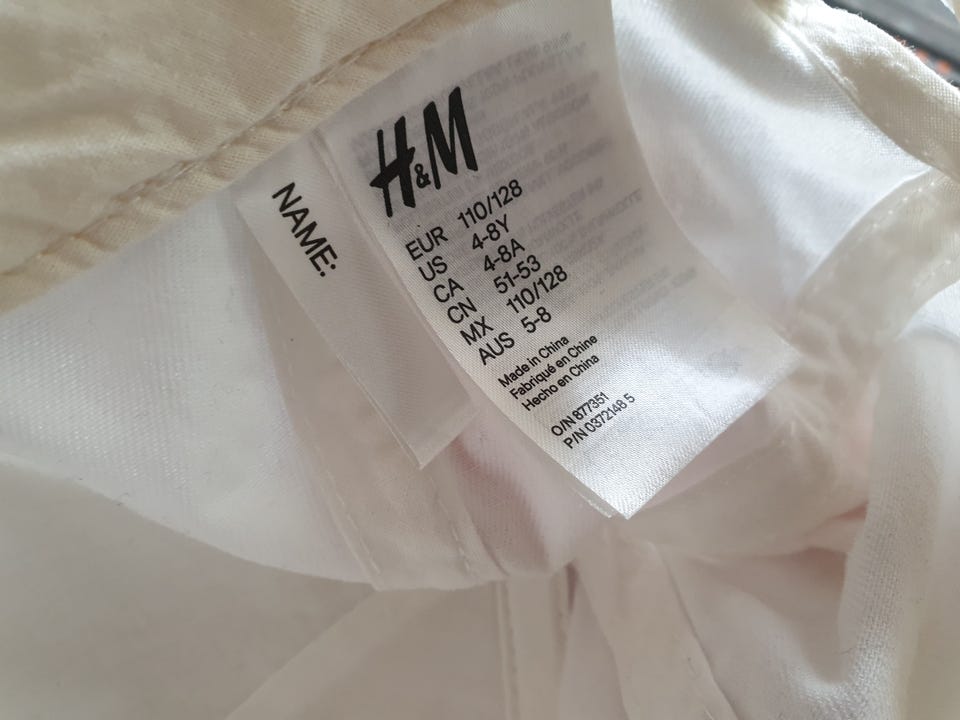 NAME:
H&M
EUR 110/128
US 4-8Y
CA 4-8A
CN 51-53
MX 110/128
AUS 5-8
Made in China
Fabriqué en Chine
Hecho en China
O/N 877351
P/N 0372148 5